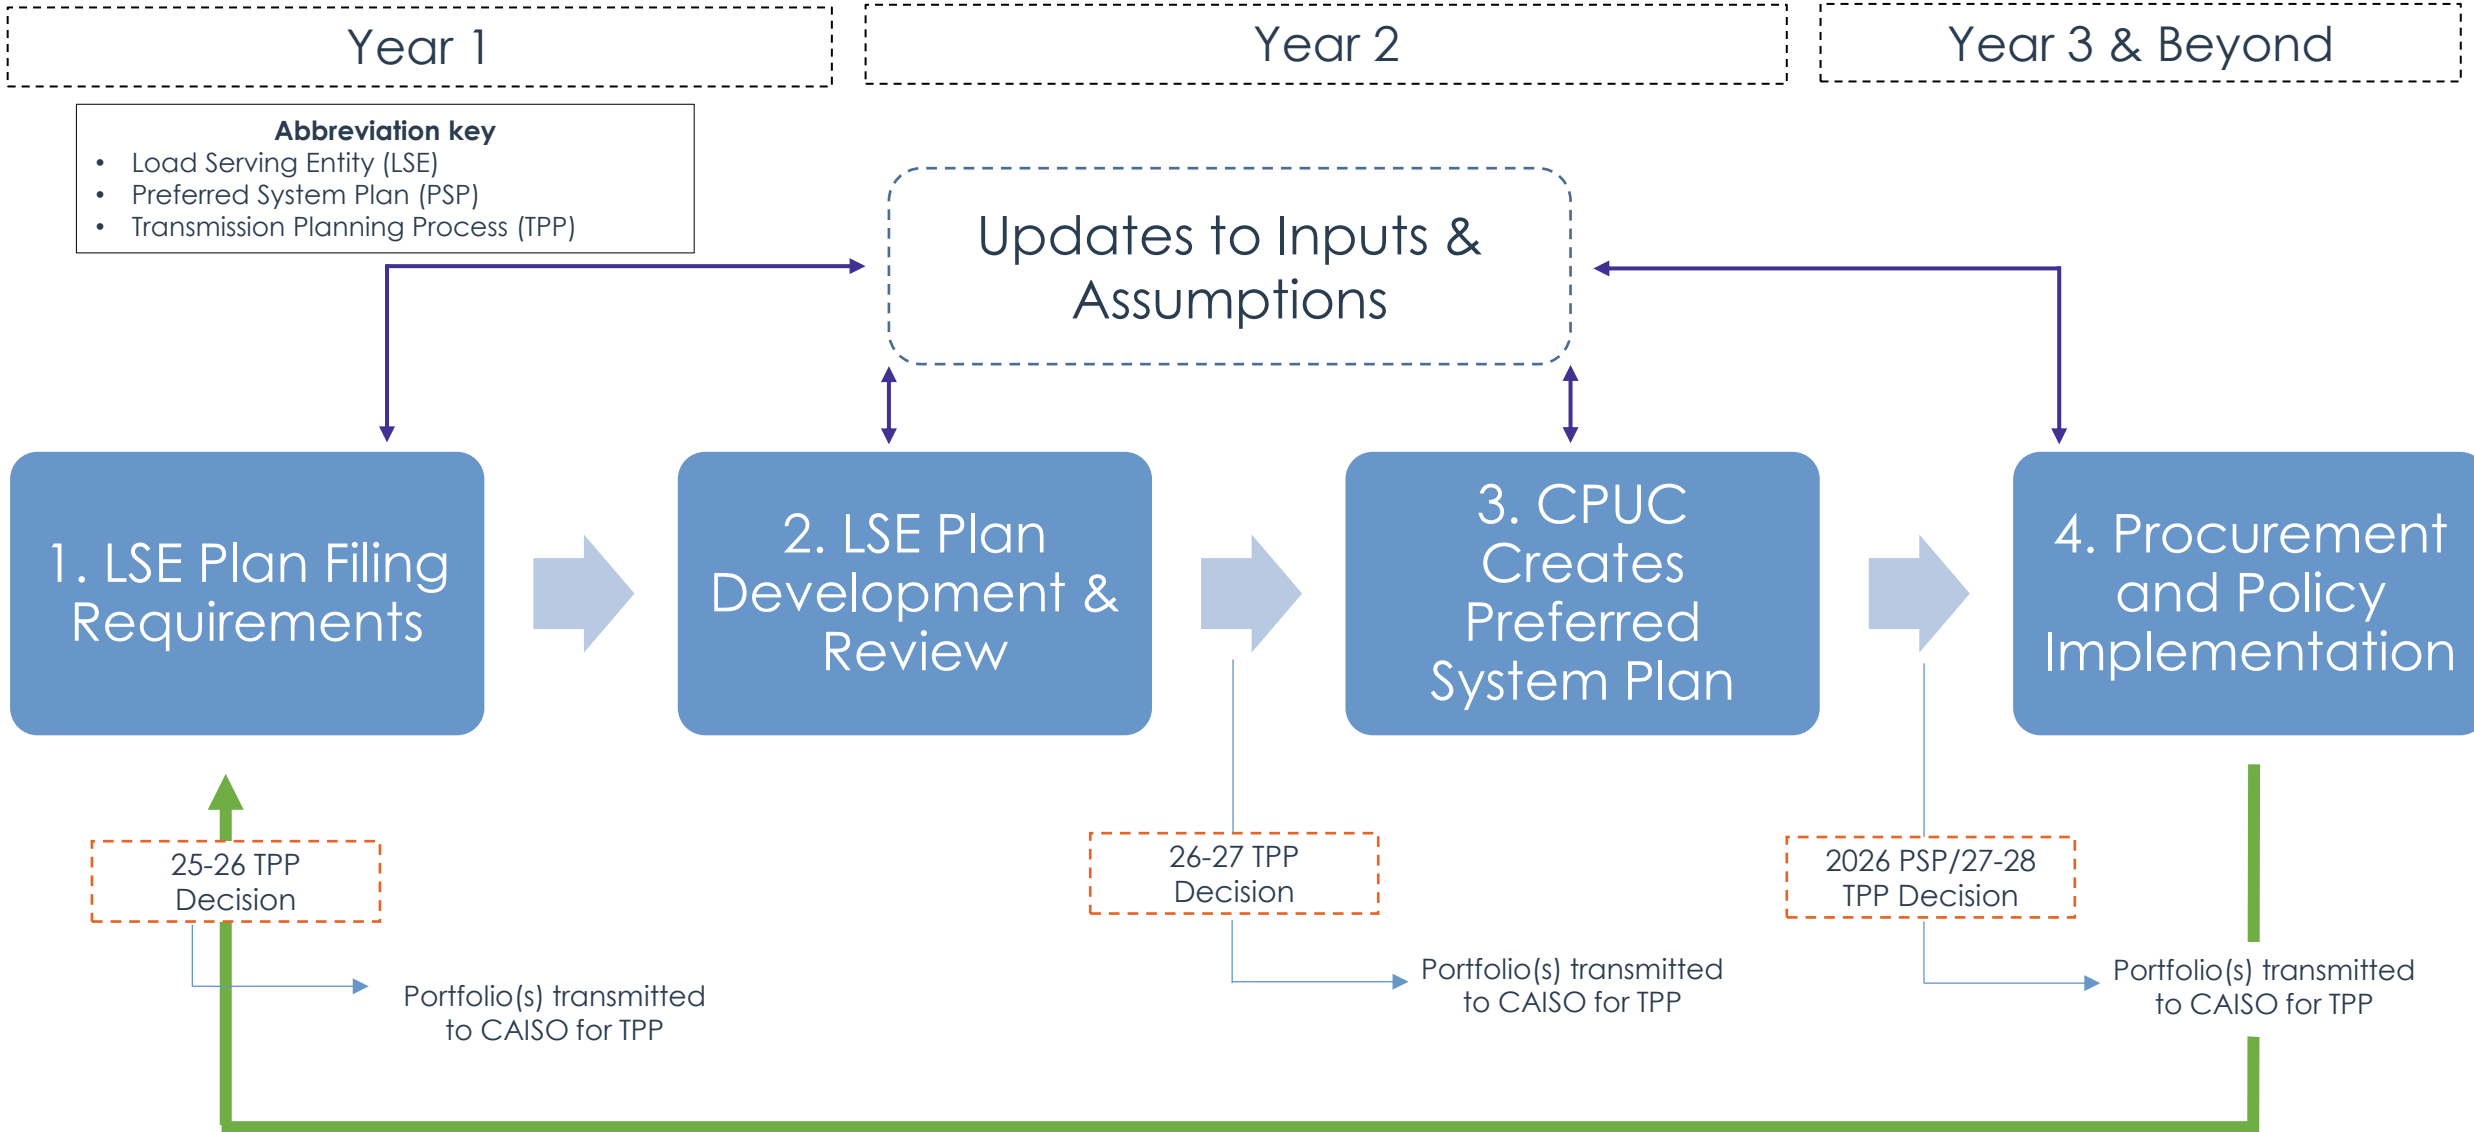 Year 1
Year 2
Year 3 & Beyond
Abbreviation key
• Load Serving Entity (LSE)
• Preferred System Plan (PSP)
• Transmission Planning Process (TPP)
Updates to Inputs &
Assumptions
1. LSE Plan Filing
Requirements
2. LSE Plan
Development &
Review
3. CPUC
Creates
Preferred
System Plan
4. Procurement
and Policy
Implementation
25-26 TPP
Decision
Portfolio(s) transmitted
to CAISO for TPP
26-27 TPP
Decision
Portfolio(s) transmitted
to CAISO for TPP
2026 PSP/27-28
TPP Decision
Portfolio(s) transmitted
to CAISO for TPP